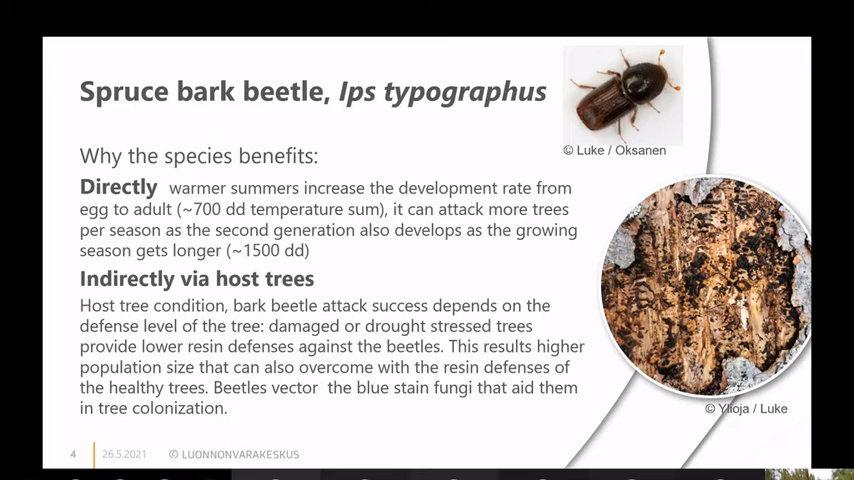 Spruce bark beetle, Ips typographus
© Luke / Oksanen
Why the species benefits:
Directly warmer summers increase the development rate from
egg to adult (~700 dd temperature sum), it can attack more trees
per season as the second generation also develops as the growing
season gets longer (~1500 dd)
Indirectly via host trees
Host tree condition, bark beetle attack success depends on the
defense level of the tree: damaged or drought stressed trees
provide lower resin defenses against the beetles. This results higher
population size that can also overcome with the resin defenses of
the healthy trees. Beetles vector the blue stain fungi that aid them
in tree colonization.
© Ylioja / Luke
4 26.5.2021 © LUONNONVARAKESKUS